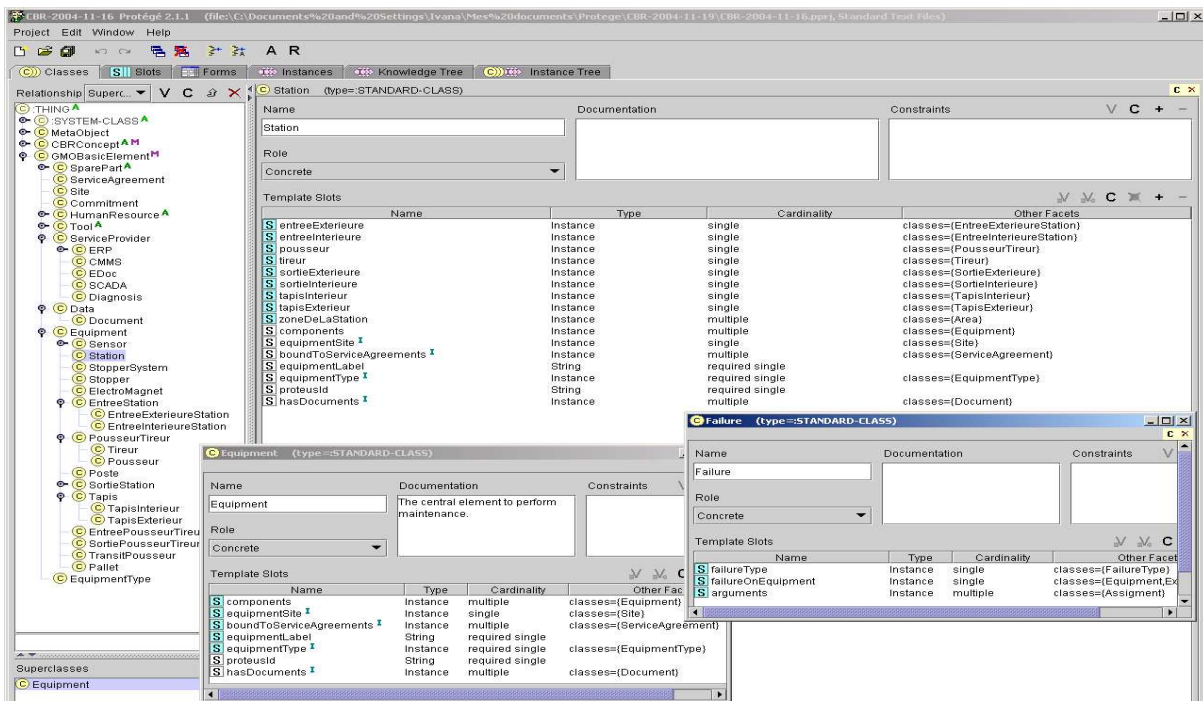 CBR-2004-11-16 Protégé 2.1.1 (file:\C:\Documents%20and%20Settings\Ivana\Mes%20documents\Protege\CBR-2004-11-19\CBR-2004-11-16.pprj, Standard Text Files)
Project Edit Window Help
A R
Classes Slots Forms Instances Knowledge Tree Instance Tree
Relationship Superc... V C
:THING A
:SYSTEM-CLASS A
MetaObject
CBRConcept A M
GMOBasicElement M
SparePart A
ServiceAgreement
Site
Commitment
HumanResource A
Tool A
ServiceProvider
ERP
CMMS
EDoc
SCADA
Diagnosis
Data
Document
Equipment
Sensor
Station
StopperSystem
Stopper
ElectroMagnet
EntreeStation
EntreeExterieureStation
EntreeInterieureStation
PousseurTireur
Tireur
Pousseur
Poste
SortieStation
Tapis
TapisInterieur
TapisExterieur
EntreePousseurTireu
SortiePousseurTireur
TransitPousseur
Pallet
EquipmentType
Superclasses
Equipment
Station (type=:STANDARD-CLASS)
Name Documentation Constraints V C + -
Station
Role
Concrete
Template Slots V V C + -
Name Type Cardinality Other Facets
S entreeExterieure Instance single classes={EntreeExterieureStation}
S entreeInterieure Instance single classes={EntreeInterieureStation}
S pousseur Instance single classes={PousseurTireur}
S tireur Instance single classes={Tireur}
S sortieExterieure Instance single classes={SortieExterieure}
S sortieInterieure Instance single classes={SortieInterieure}
S tapisInterieur Instance single classes={TapisInterieur}
S tapisExterieur Instance single classes={TapisExterieur}
S zoneDeLaStation Instance multiple classes={Area}
S components Instance multiple classes={Equipment}
S equipmentSite I Instance single classes={Site}
S boundToServiceAgreements I Instance multiple classes={ServiceAgreement}
S equipmentLabel String required single
S equipmentType I Instance required single classes={EquipmentType}
S proteusId String required single
S hasDocuments I Instance multiple classes={Document}
Equipment (type=:STANDARD-CLASS)
Name Documentation Constraints
Equipment
The central element to perform
maintenance.
Role
Concrete
Template Slots V V C
Name Type Cardinality Other Fac
S components Instance multiple classes={Equipment}
S equipmentSite I Instance single classes={Site}
S boundToServiceAgreements I Instance multiple classes={ServiceAgreement}
S equipmentLabel String required single
S equipmentType I Instance required single classes={EquipmentType}
S proteusId String required single
S hasDocuments I Instance multiple classes={Document}
Failure (type=:STANDARD-CLASS)
Name Documentation Constraints V
Failure
Role
Concrete
Template Slots V V C
Name Type Cardinality Other Facet
S failureType Instance single classes={FailureType}
S failureOnEquipment Instance single classes={Equipment,Ex
S arguments Instance multiple classes={Assigment}